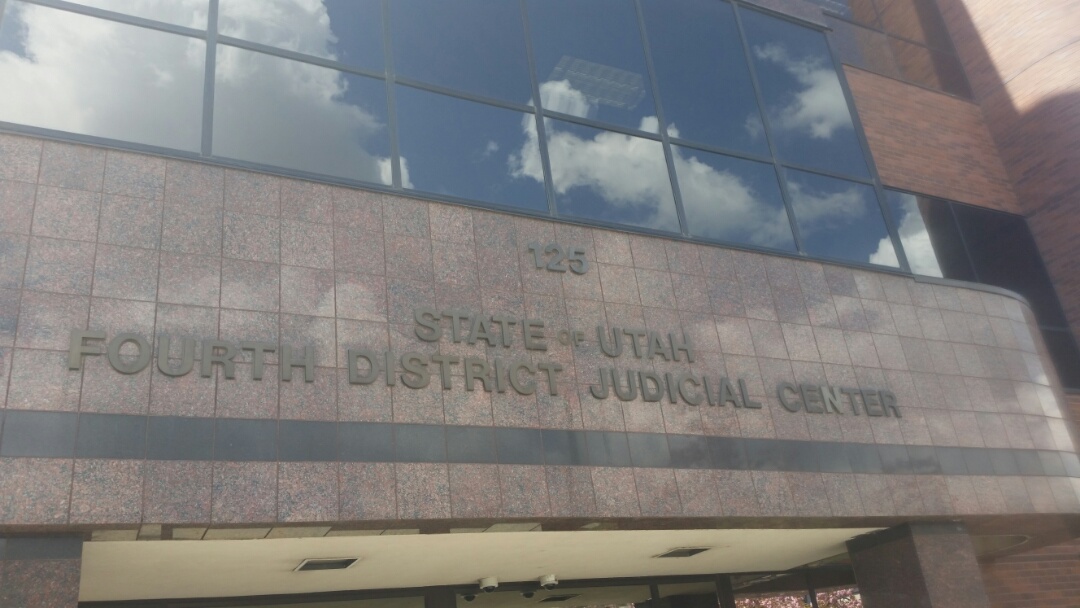 125
STATE OF UTAH
FOURTH DISTRICT JUDICIAL CENTER